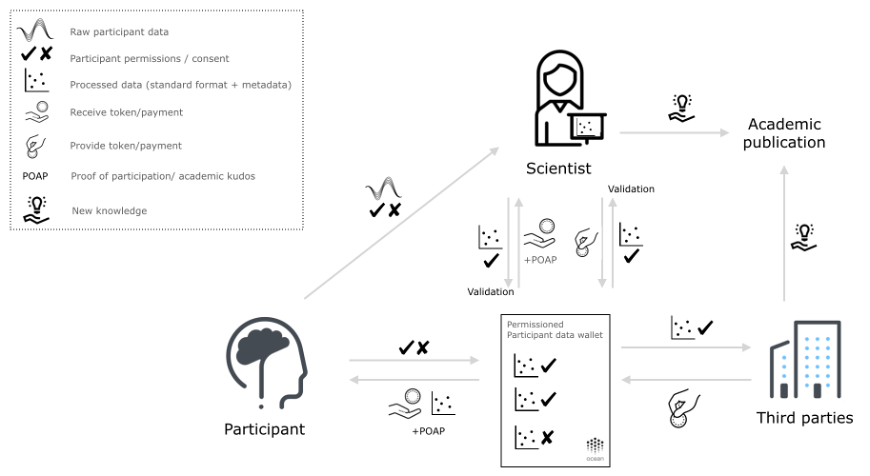 Raw participant data
Participant permissions / consent
Processed data (standard format + metadata)
Receive token/payment
Provide token/payment
POAP
Proof of participation/ academic kudos
New knowledge
Scientist
Academic
publication
Validation
+POAP
Validation
Permissioned
Participant data wallet
ocean
Participant
+POAP
Third parties